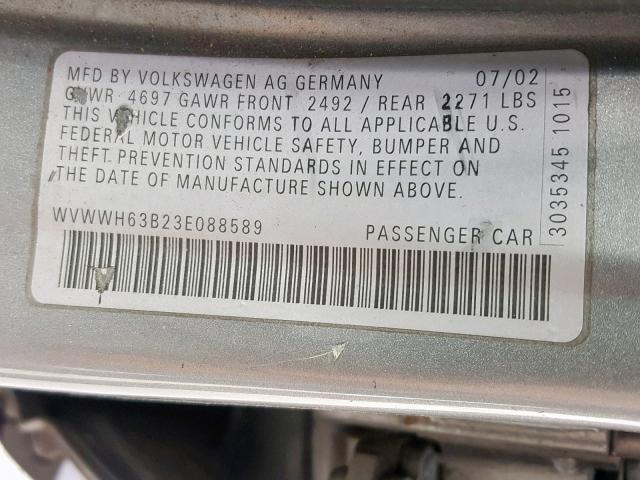 MFD BY VOLKSWAGEN AG GERMANY 07/02
GVWR 4697 GAWR FRONT 2492 / REAR 2271 LBS
THIS VEHICLE CONFORMS TO ALL APPLICABLE U.S.
FEDERAL MOTOR VEHICLE SAFETY, BUMPER AND
THEFT. PREVENTION STANDARDS IN EFFECT ON
THE DATE OF MANUFACTURE SHOWN ABOVE.
WVWWH63B23E088589 PASSENGER CAR
3035345 1015